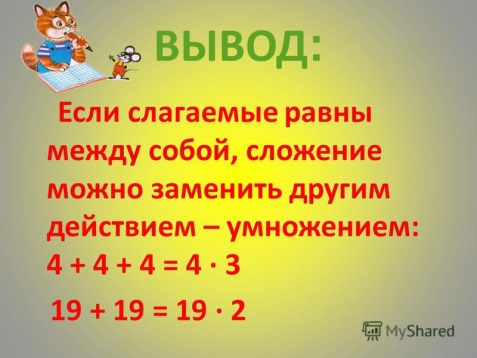 ВЫВОД:
Если слагаемые равны
между собой, сложение
можно заменить другим
действием – умножением:
4 + 4 + 4 = 4 · 3
19 + 19 = 19 · 2
MyShared